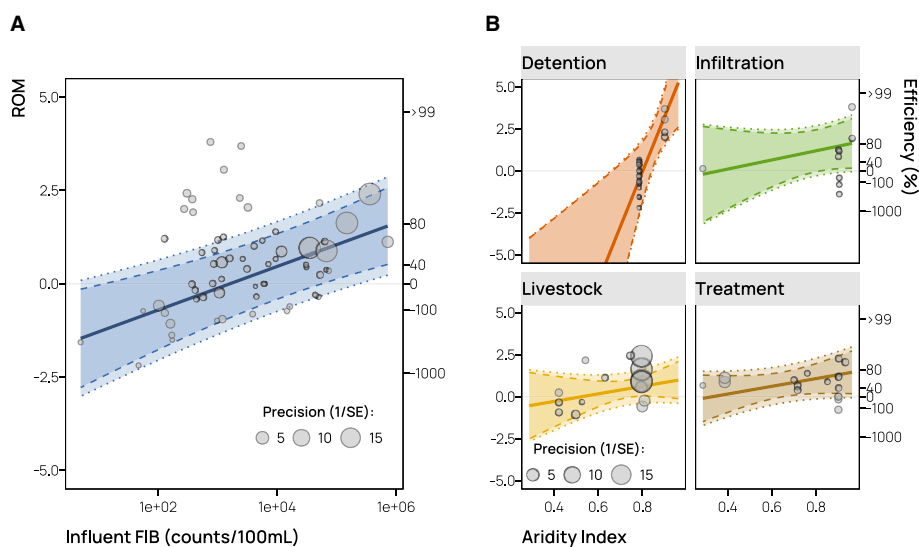 A
B
ROM
5.0
2.5
0.0
-2.5
-5.0
>99
80
40
0
-100
-1000
Precision (1/SE):
5 10 15
1e+02 1e+04 1e+06
Influent FIB (counts/100mL)
Detention
Infiltration
5.0
2.5
0.0
-2.5
-5.0
>99
80
40
0
-100
-1000
Efficiency (%)
Livestock
Treatment
5.0
2.5
0.0
-2.5
-5.0
>99
80
40
0
-100
-1000
Precision (1/SE):
5 10 15
0.4 0.6 0.8
0.4 0.6 0.8
Aridity Index